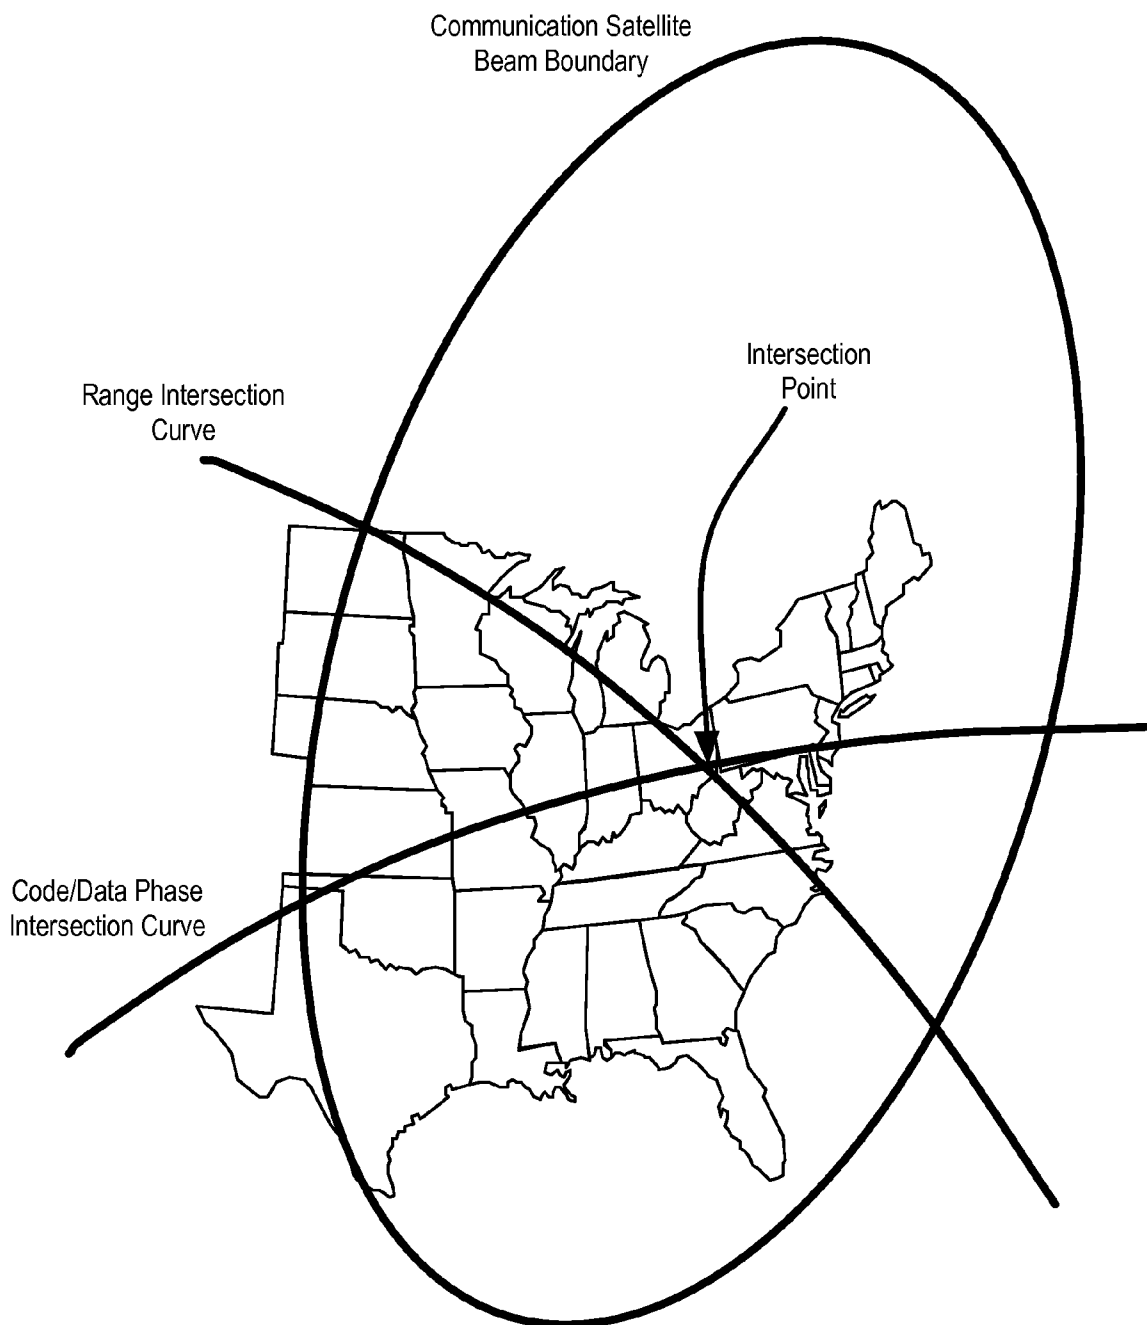 Communication Satellite
Beam Boundary
Intersection
Point
Range Intersection
Curve
Code/Data Phase
Intersection Curve